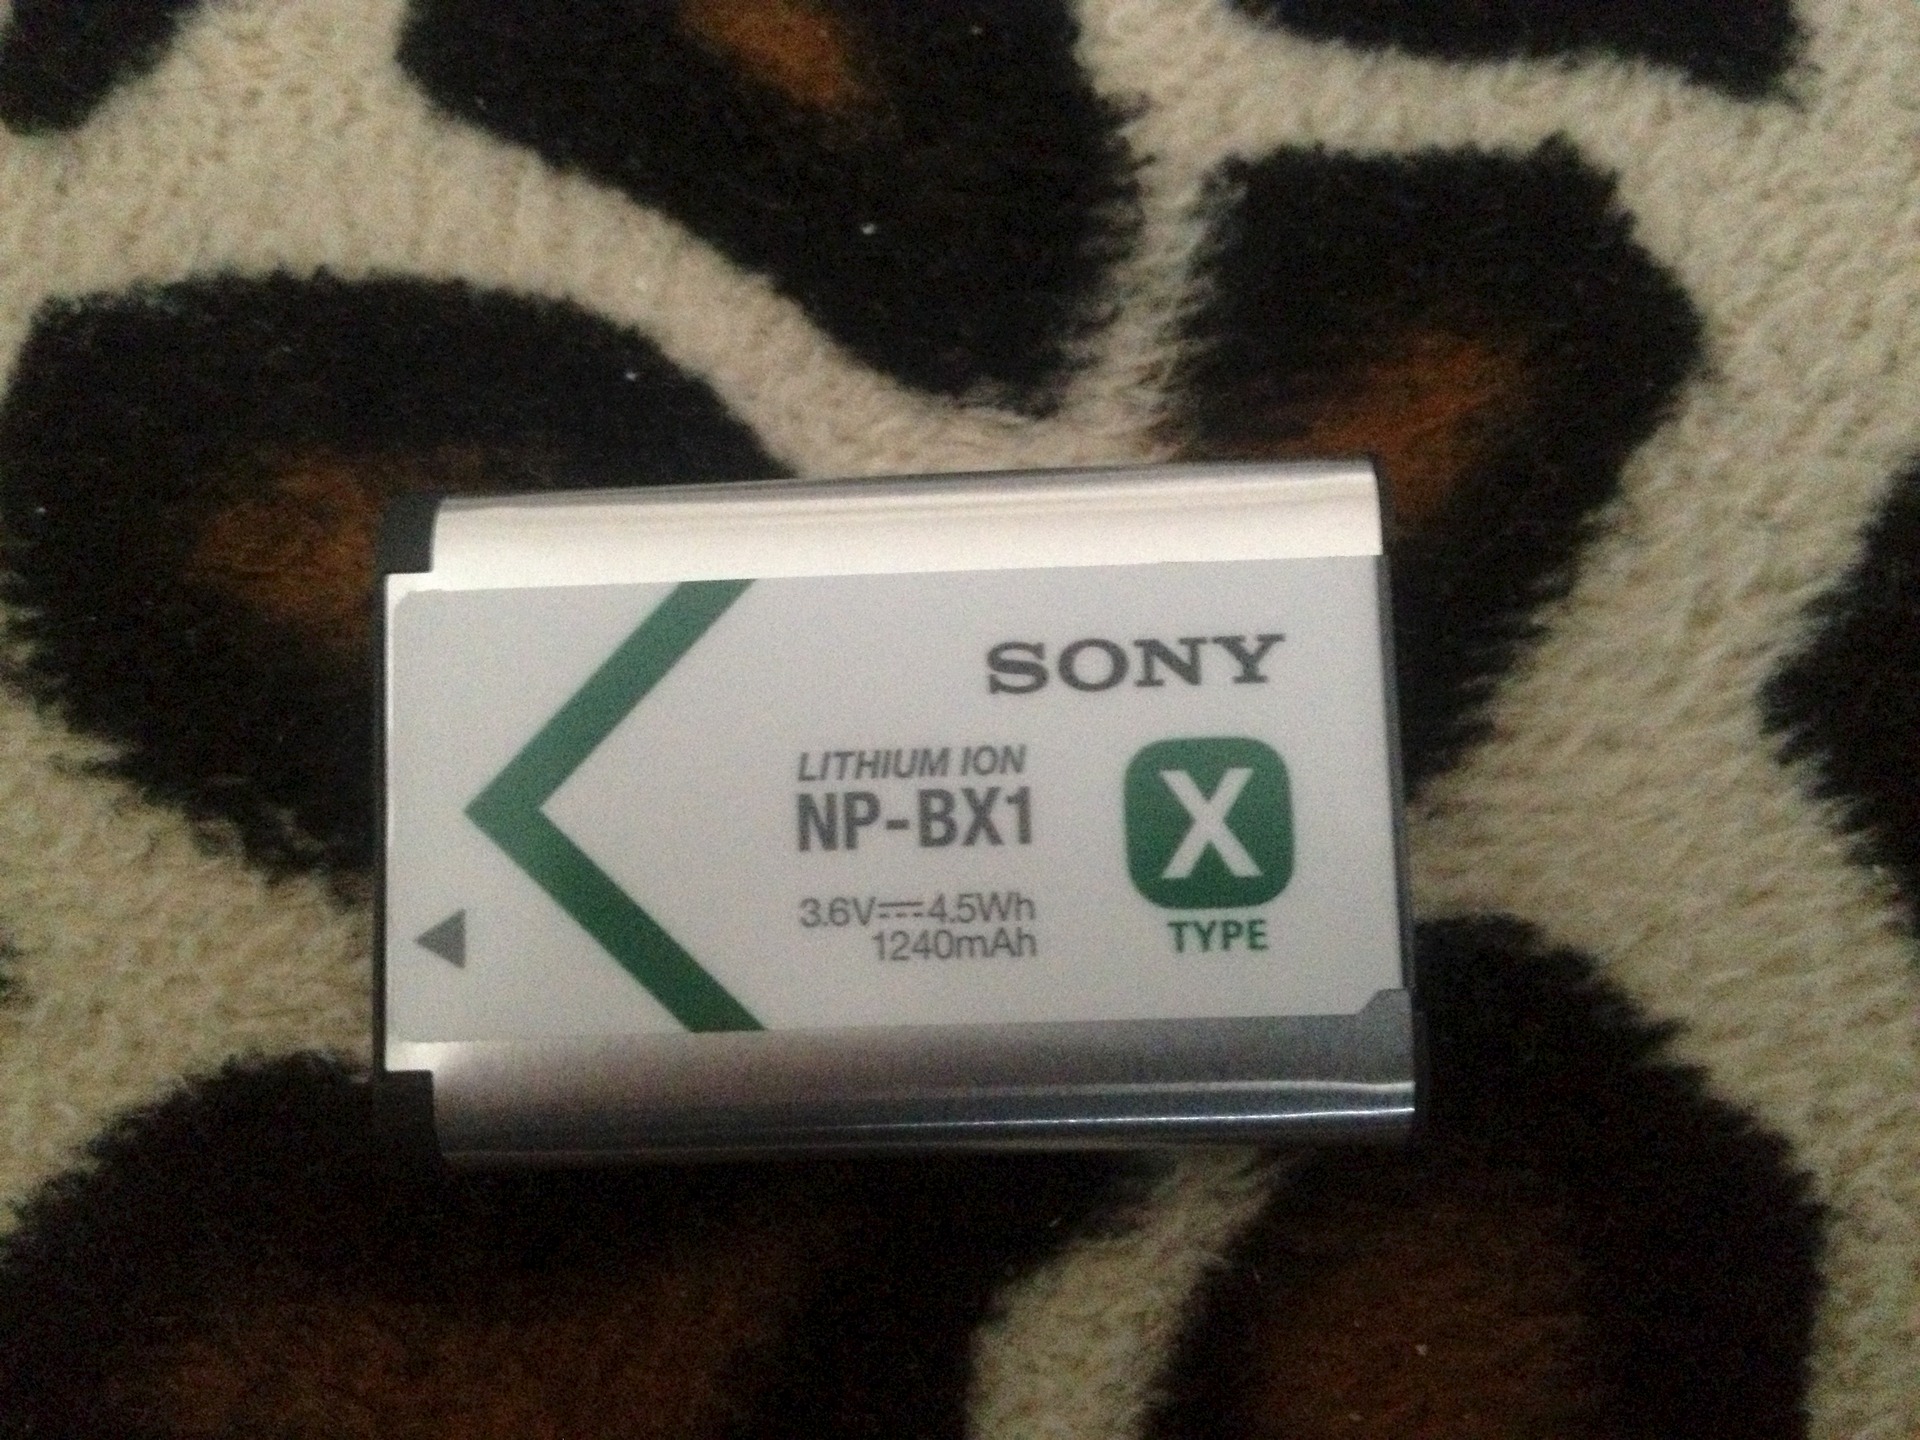 SONY
LITHIUM ION
NP-BX1
3.6V⎓4.5Wh
1240mAh
X
TYPE